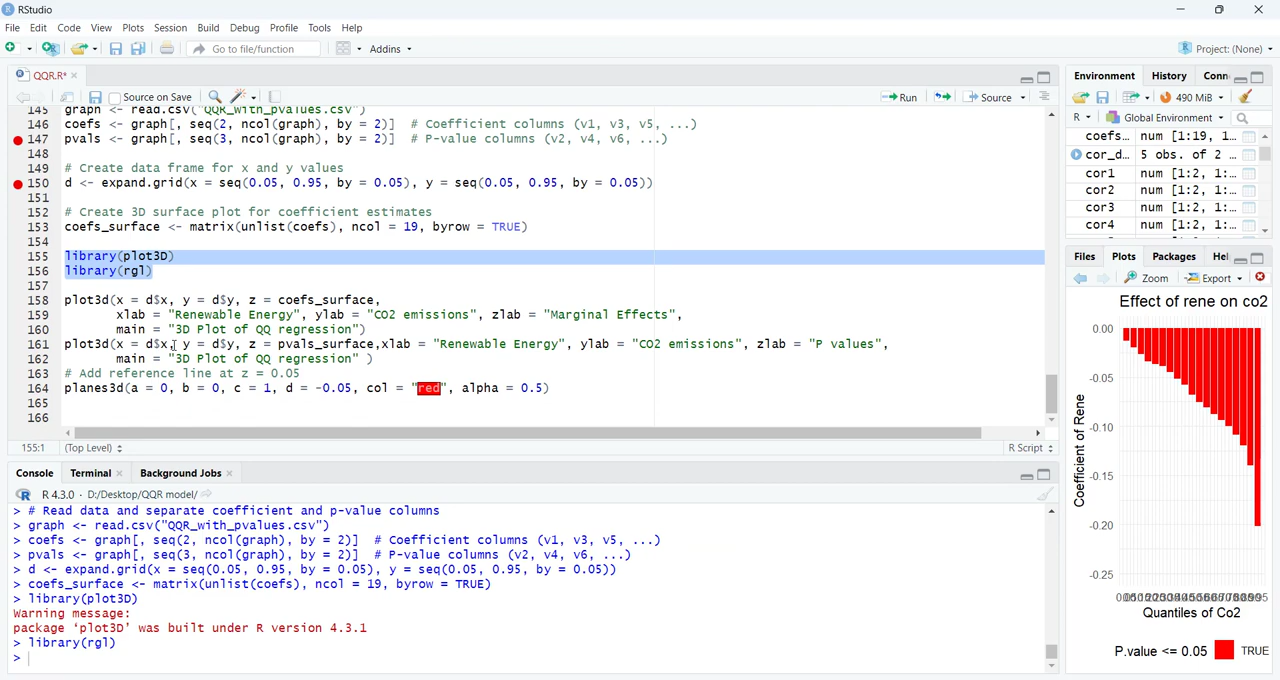 RStudio
File Edit Code View Plots Session Build Debug Profile Tools Help
Go to file/function Addins Project: (None)
QQR.R*
Source on Save Run Source
145 graph <- read.csv("QQR_with_pvalues.csv")
146 coefs <- graph[, seq(2, ncol(graph), by = 2)] # Coefficient columns (v1, v3, v5, ...)
147 pvals <- graph[, seq(3, ncol(graph), by = 2)] # P-value columns (v2, v4, v6, ...)
148
149 # Create data frame for x and y values
150 d <- expand.grid(x = seq(0.05, 0.95, by = 0.05), y = seq(0.05, 0.95, by = 0.05))
151
152 # Create 3D surface plot for coefficient estimates
153 coefs_surface <- matrix(unlist(coefs), ncol = 19, byrow = TRUE)
154
155 library(plot3D)
156 library(rgl)
157
158 plot3d(x = d$x, y = d$y, z = coefs_surface,
159 xlab = "Renewable Energy", ylab = "CO2 emissions", zlab = "Marginal Effects",
160 main = "3D Plot of QQ regression")
161 plot3d(x = d$x, y = d$y, z = pvals_surface,xlab = "Renewable Energy", ylab = "CO2 emissions", zlab = "P values",
162 main = "3D Plot of QQ regression" )
163 # Add reference line at z = 0.05
164 planes3d(a = 0, b = 0, c = 1, d = -0.05, col = "red", alpha = 0.5)
165
166
155:1 (Top Level) R Script
Console Terminal Background Jobs
R 4.3.0 · D:/Desktop/QQR model/
> # Read data and separate coefficient and p-value columns
> graph <- read.csv("QQR_with_pvalues.csv")
> coefs <- graph[, seq(2, ncol(graph), by = 2)] # Coefficient columns (v1, v3, v5, ...)
> pvals <- graph[, seq(3, ncol(graph), by = 2)] # P-value columns (v2, v4, v6, ...)
> d <- expand.grid(x = seq(0.05, 0.95, by = 0.05), y = seq(0.05, 0.95, by = 0.05))
> coefs_surface <- matrix(unlist(coefs), ncol = 19, byrow = TRUE)
> library(plot3D)
Warning message:
package ‘plot3D’ was built under R version 4.3.1
> library(rgl)
>
Environment History Conn
490 MiB
R Global Environment
coefs… num [1:19, 1…
cor_d… 5 obs. of 2 …
cor1 num [1:2, 1:…
cor2 num [1:2, 1:…
cor3 num [1:2, 1:…
cor4 num [1:2, 1:…
Files Plots Packages Hel
Zoom Export
Effect of rene on co2
0.00
-0.05
-0.10
-0.15
-0.20
-0.25
Coefficient of Rene
Quantiles of Co2
P.value <= 0.05 TRUE